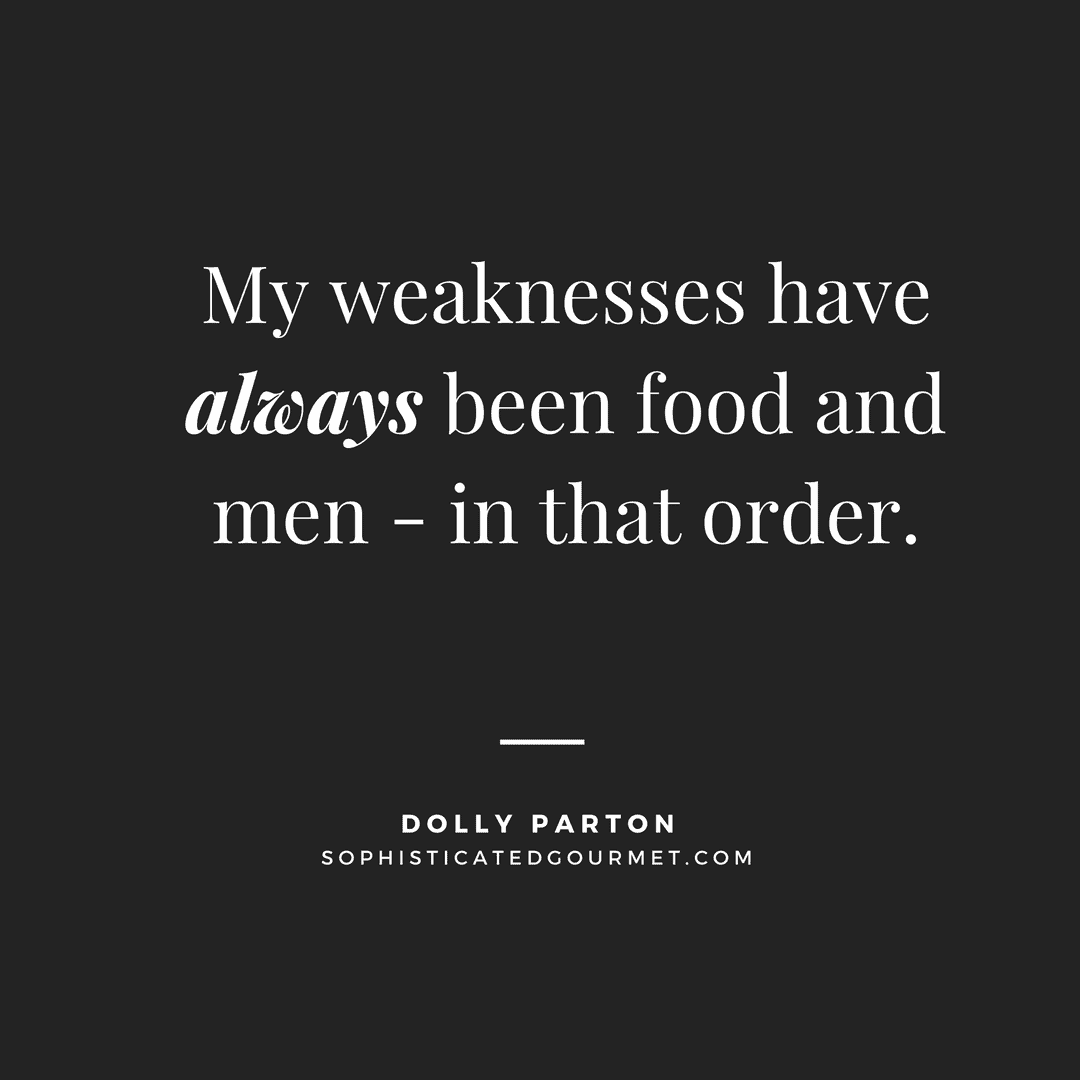 My weaknesses have
always been food and
men - in that order.
DOLLY PARTON
SOPHISTICATEDGOURMET.COM